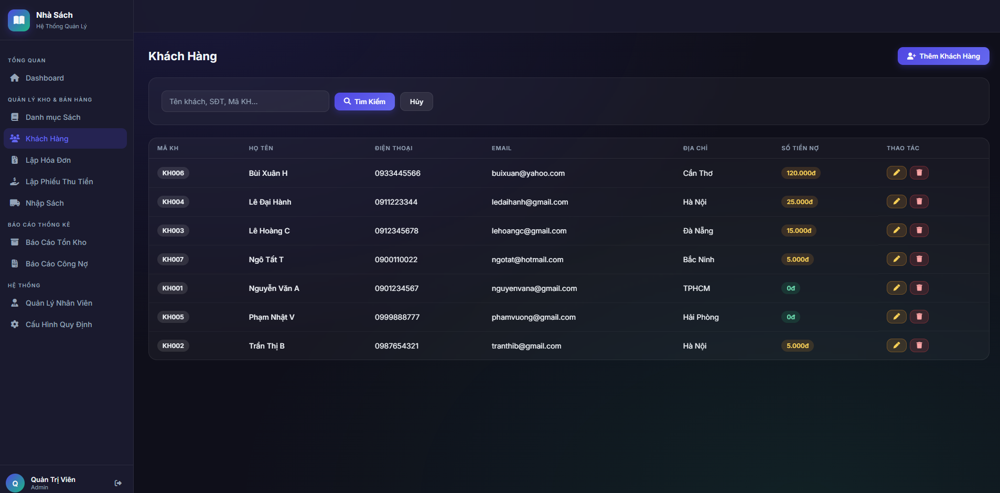 Nhà Sách
Hệ Thống Quản Lý
TỔNG QUAN
Dashboard
QUẢN LÝ KHO & BÁN HÀNG
Danh mục Sách
Khách Hàng
Lập Hóa Đơn
Lập Phiếu Thu Tiền
Nhập Sách
BÁO CÁO THỐNG KÊ
Báo Cáo Tồn Kho
Báo Cáo Công Nợ
HỆ THỐNG
Quản Lý Nhân Viên
Cấu Hình Quy Định
Q
Quản Trị Viên
Admin
Khách Hàng
Thêm Khách Hàng
Tên khách, SĐT, Mã KH...
Tìm Kiếm
Hủy
MÃ KH HỌ TÊN ĐIỆN THOẠI EMAIL ĐỊA CHỈ SỐ TIỀN NỢ THAO TÁC
KH006 Bùi Xuân H 0933445566 buixuan@yahoo.com Cần Thơ 120.000đ
KH004 Lê Đại Hành 0911223344 ledaihanh@gmail.com Hà Nội 25.000đ
KH003 Lê Hoàng C 0912345678 lehoangc@gmail.com Đà Nẵng 15.000đ
KH007 Ngô Tất T 0900110022 ngotat@hotmail.com Bắc Ninh 5.000đ
KH001 Nguyễn Văn A 0901234567 nguyenvana@gmail.com TPHCM 0đ
KH005 Phạm Nhật V 0999888777 phamvuong@gmail.com Hải Phòng 0đ
KH002 Trần Thị B 0987654321 tranthib@gmail.com Hà Nội 5.000đ